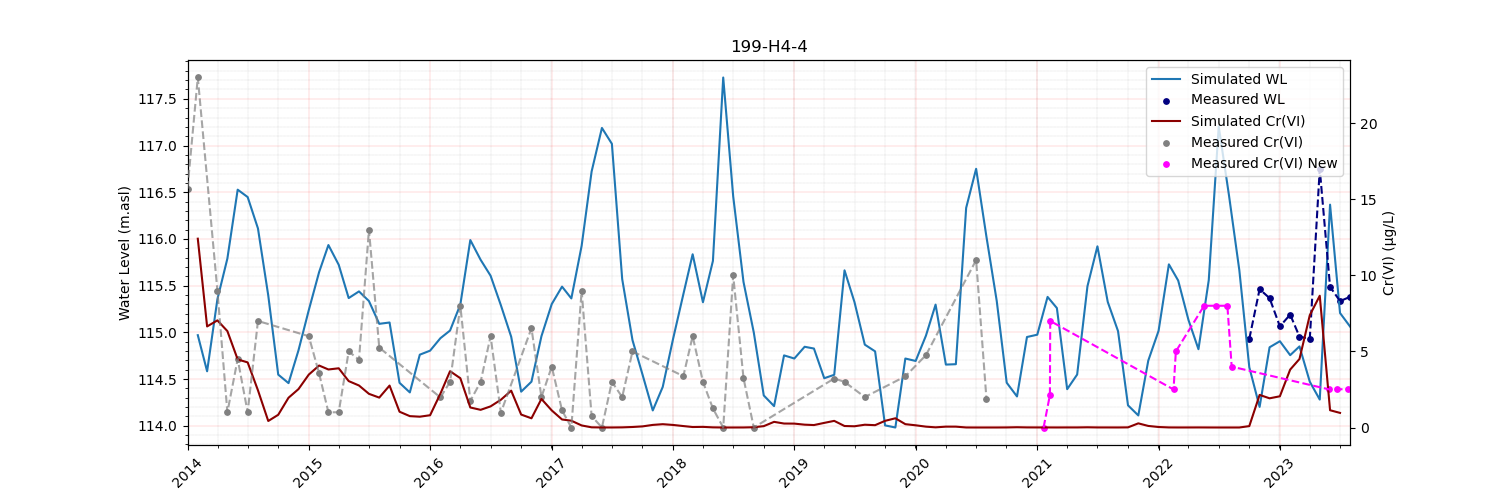 199-H4-4
Simulated WL
Measured WL
Simulated Cr(VI)
Measured Cr(VI)
Measured Cr(VI) New
Water Level (m.asl)
117.5
117.0
116.5
116.0
115.5
115.0
114.5
114.0
Cr(VI) (µg/L)
20
15
10
5
0
2014
2015
2016
2017
2018
2019
2020
2021
2022
2023